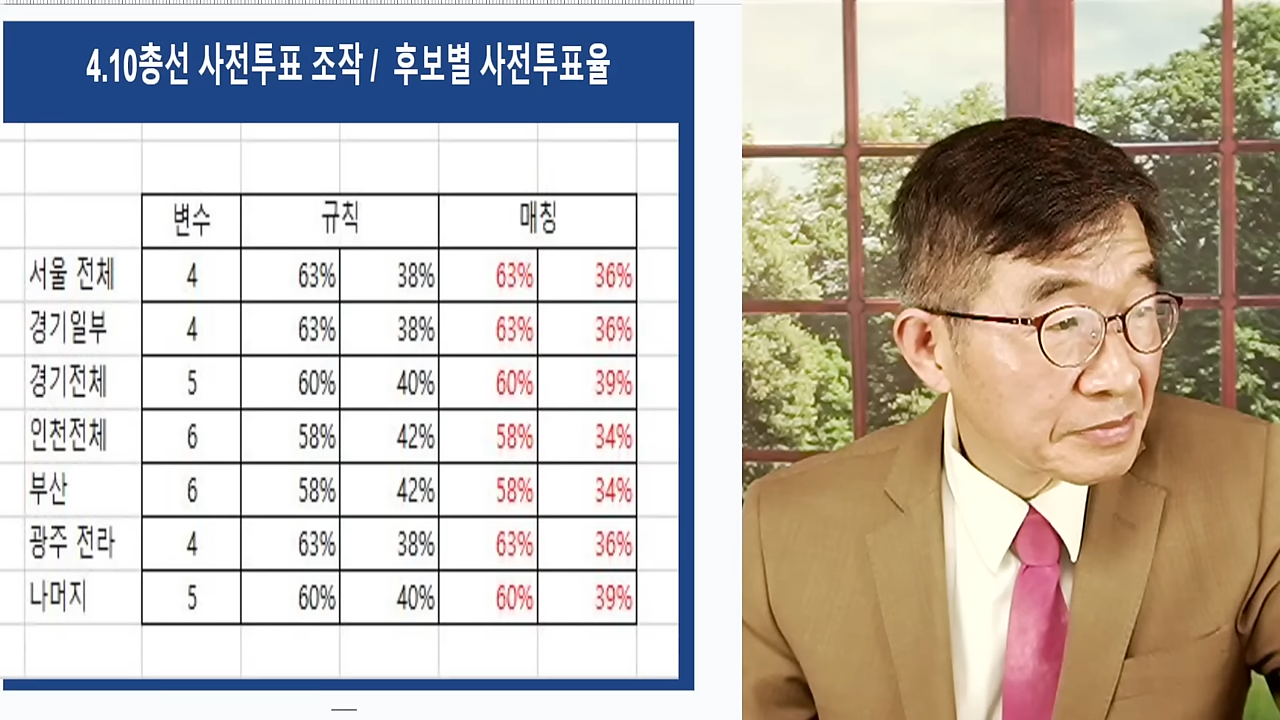 4.10총선 사전투표 조작 / 후보별 사전투표율
변수 규칙 매칭
서울 전체 4 63% 38% 63% 36%
경기일부 4 63% 38% 63% 36%
경기전체 5 60% 40% 60% 39%
인천전체 6 58% 42% 58% 34%
부산 6 58% 42% 58% 34%
광주 전라 4 63% 38% 63% 36%
나머지 5 60% 40% 60% 39%